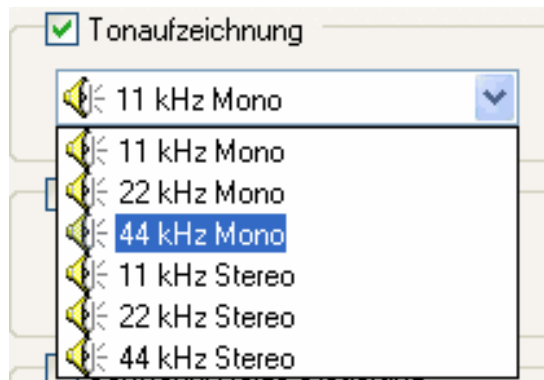 Tonaufzeichnung
11 kHz Mono
11 kHz Mono
22 kHz Mono
44 kHz Mono
11 kHz Stereo
22 kHz Stereo
44 kHz Stereo